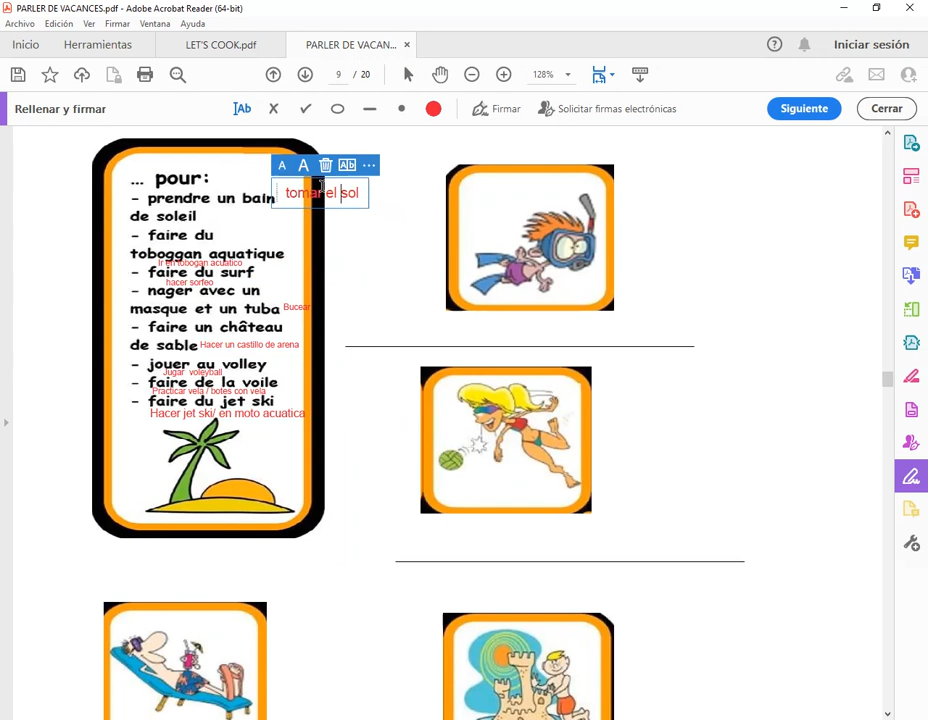 PARLER DE VACANCES.pdf - Adobe Acrobat Reader (64-bit)
Archivo Edición Ver Firmar Ventana Ayuda
Inicio Herramientas LET'S COOK.pdf PARLER DE VACAN... × Iniciar sesión
9 / 20 128%
Rellenar y firmar Ab Firmar Solicitar firmas electrónicas Siguiente Cerrar
A A Ab ...
... pour:
tomar el sol
- prendre un bain
de soleil
- faire du
toboggan aquatique
Ir en tobogan acuatico
- faire du surf
hacer sorfeo
- nager avec un
masque et un tuba Bucear
- faire un château
de sable Hacer un castillo de arena
- jouer au volley
Jugar voleyball
- faire de la voile
Practicar vela / botes con vela
- faire du jet ski
Hacer jet ski/ en moto acuatica